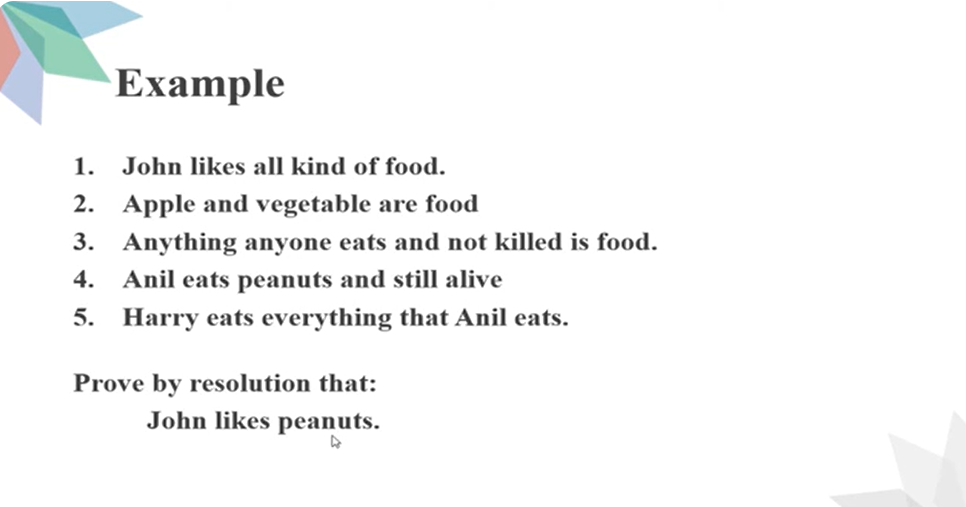 Example
1. John likes all kind of food.
2. Apple and vegetable are food
3. Anything anyone eats and not killed is food.
4. Anil eats peanuts and still alive
5. Harry eats everything that Anil eats.
Prove by resolution that:
John likes peanuts.